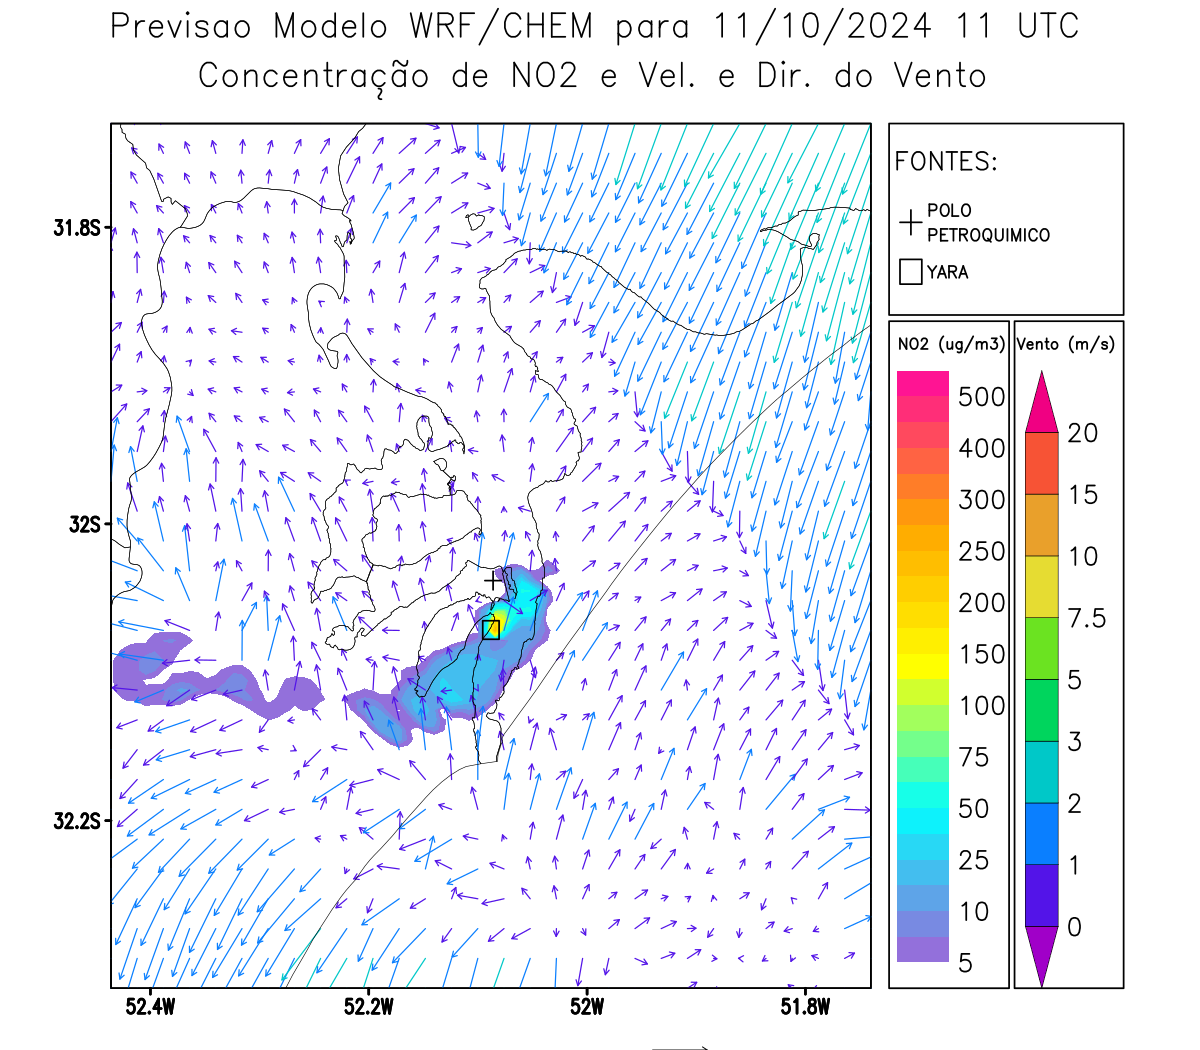 Previsao Modelo WRF/CHEM para 11/10/2024 11 UTC
Concentração de NO2 e Vel. e Dir. do Vento
FONTES:
POLO
PETROQUIMICO
YARA
31.8S
32S
32.2S
52.4W
52.2W
52W
51.8W
NO2 (ug/m3)
500
400
300
250
200
150
100
75
50
25
10
5
Vento (m/s)
20
15
10
7.5
5
3
2
1
0